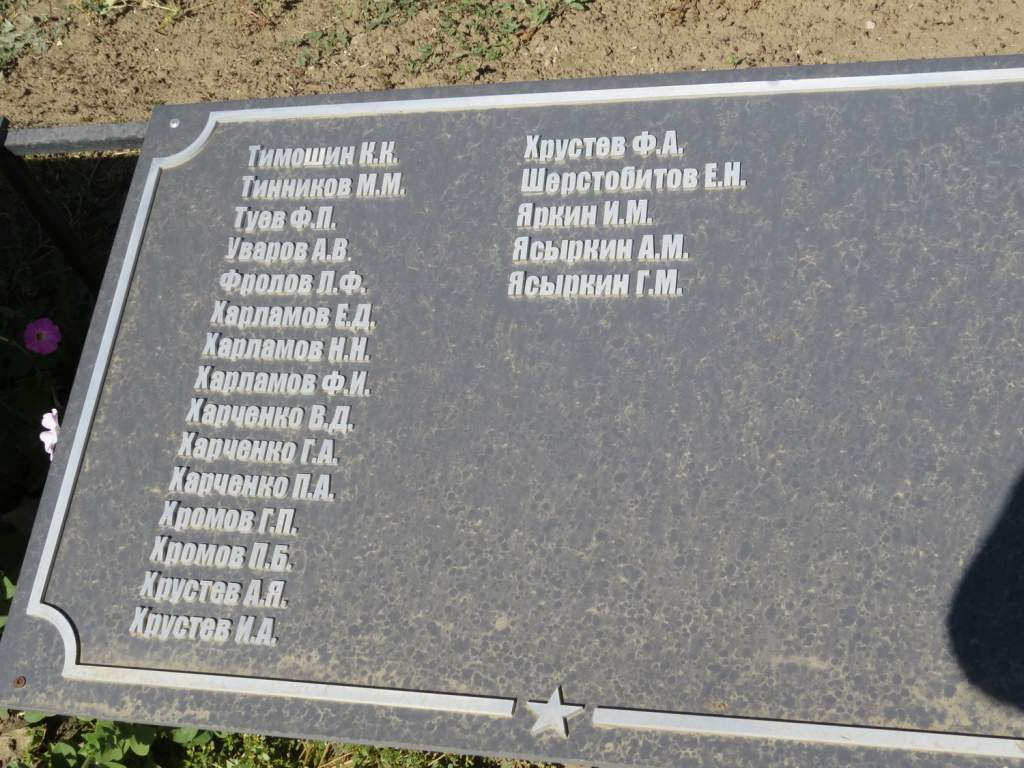 Тимошин К.К.
Тинников М.М.
Туев Ф.П.
Уваров А.В.
Фролов П.Ф.
Харламов Е.Д.
Харламов Н.Н.
Харламов Ф.И.
Харченко В.Д.
Харченко Г.А.
Харченко П.А.
Хромов Г.П.
Хромов П.Б.
Хрустев А.Я.
Хрустев И.А.
Хрустев Ф.А.
Шерстобитов Е.Н.
Яркин И.М.
Ясыркин А.М.
Ясыркин Г.М.